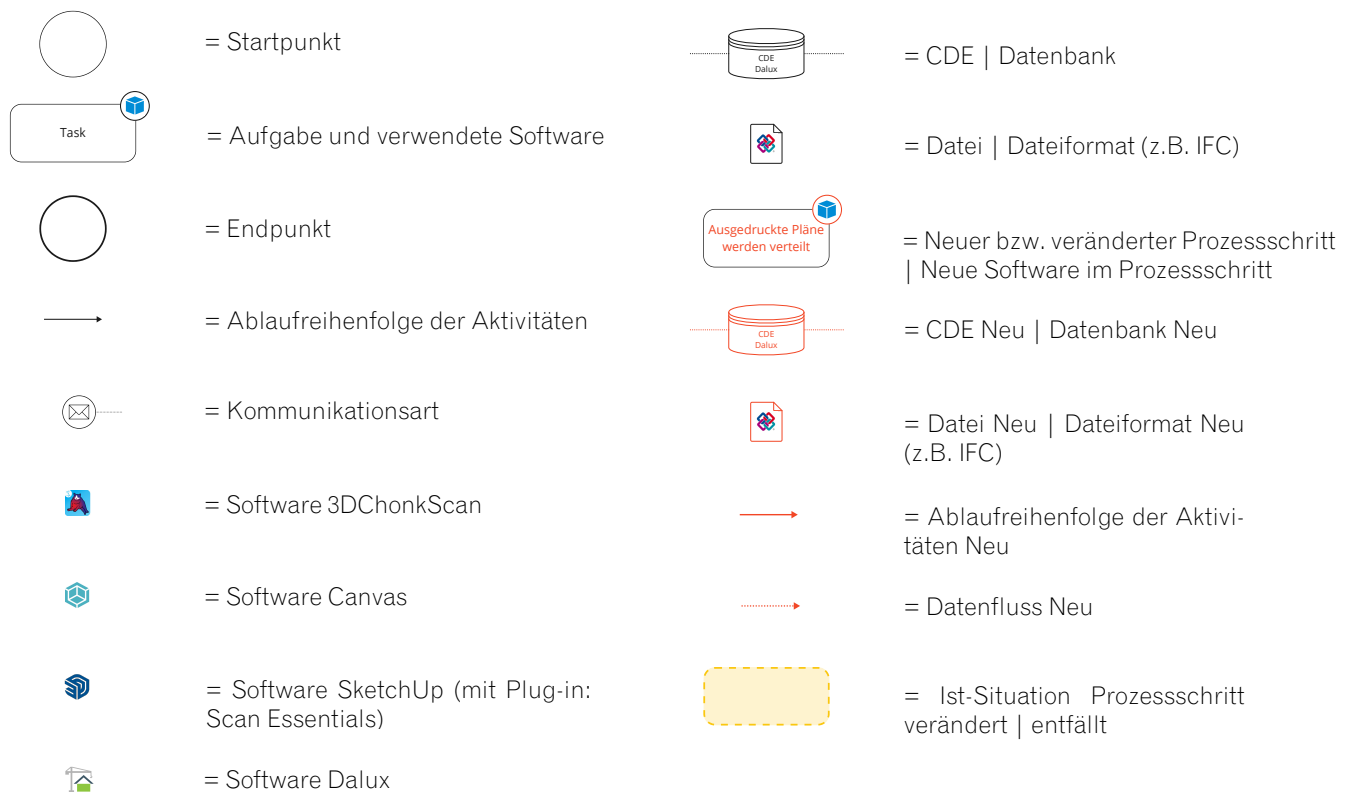 = Startpunkt
Task
= Aufgabe und verwendete Software
= Endpunkt
= Ablaufreihenfolge der Aktivitäten
= Kommunikationsart
= Software 3DChonkScan
= Software Canvas
= Software SketchUp (mit Plug-in:
Scan Essentials)
= Software Dalux
CDE
Dalux
= CDE | Datenbank
= Datei | Dateiformat (z.B. IFC)
Ausgedruckte Pläne
werden verteilt
= Neuer bzw. veränderter Prozessschritt
| Neue Software im Prozessschritt
CDE
Dalux
= CDE Neu | Datenbank Neu
= Datei Neu | Dateiformat Neu
(z.B. IFC)
= Ablaufreihenfolge der Aktivi-
täten Neu
= Datenfluss Neu
= Ist-Situation Prozessschritt
verändert | entfällt